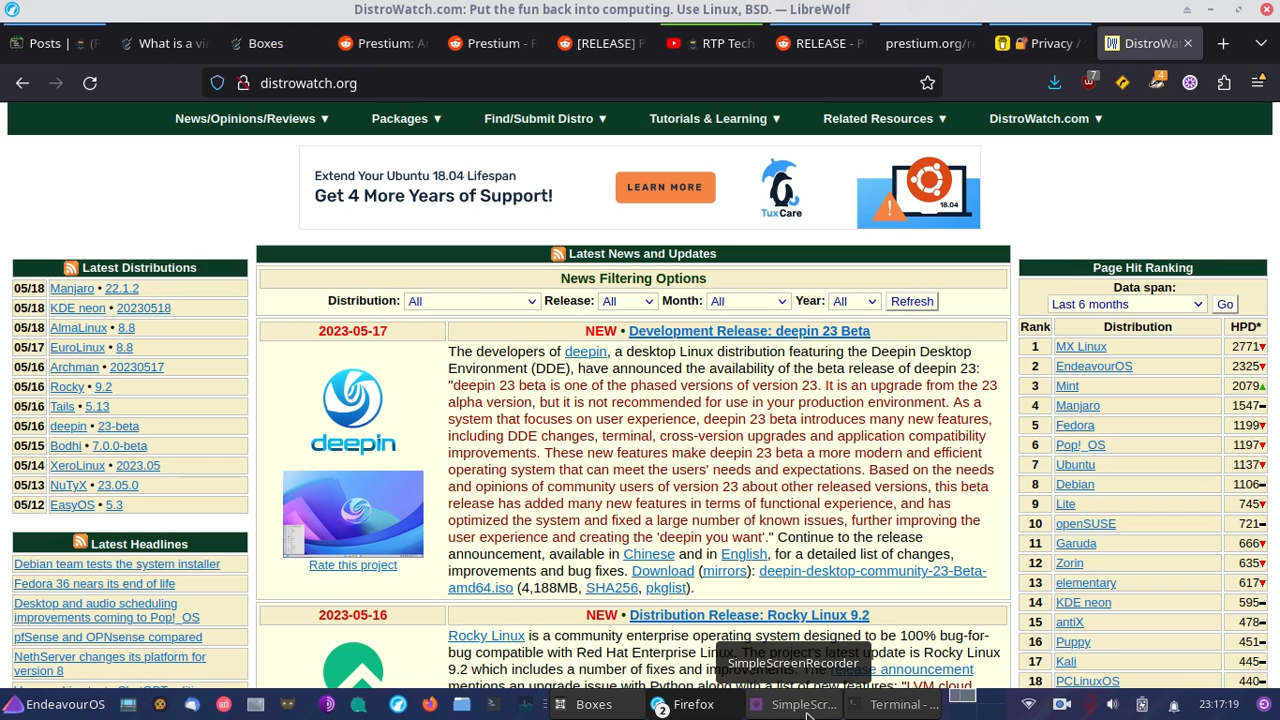 DistroWatch.com: Put the fun back into computing. Use Linux, BSD. — LibreWolf
Posts |
What is a vi
Boxes
Prestium: A
Prestium - R
[RELEASE] P
RTP Tech
RELEASE - P
prestium.org/re
Privacy /
DistroWat
distrowatch.org
7
4
News/Opinions/Reviews ▼
Packages ▼
Find/Submit Distro ▼
Tutorials & Learning ▼
Related Resources ▼
DistroWatch.com ▼
Extend Your Ubuntu 18.04 Lifespan
Get 4 More Years of Support!
LEARN MORE
TuxCare
18.04
Latest Distributions
05/18 Manjaro • 22.1.2
05/18 KDE neon • 20230518
05/18 AlmaLinux • 8.8
05/17 EuroLinux • 8.8
05/16 Archman • 20230517
05/16 Rocky • 9.2
05/16 Tails • 5.13
05/16 deepin • 23-beta
05/15 Bodhi • 7.0.0-beta
05/14 XeroLinux • 2023.05
05/13 NuTyX • 23.05.0
05/12 EasyOS • 5.3
Latest Headlines
Debian team tests the system installer
Fedora 36 nears its end of life
Desktop and audio scheduling
improvements coming to Pop!_OS
pfSense and OPNsense compared
NethServer changes its platform for
version 8
Latest News and Updates
News Filtering Options
Distribution: All Release: All Month: All Year: All Refresh
2023-05-17
NEW • Development Release: deepin 23 Beta
deepin
Rate this project
The developers of deepin, a desktop Linux distribution featuring the Deepin Desktop
Environment (DDE), have announced the availability of the beta release of deepin 23:
"deepin 23 beta is one of the phased versions of version 23. It is an upgrade from the 23
alpha version, but it is not recommended for use in your production environment. As a
system that focuses on user experience, deepin 23 beta introduces many new features,
including DDE changes, terminal, cross-version upgrades and application compatibility
improvements. These new features make deepin 23 beta a more modern and efficient
operating system that can meet the users' needs and expectations. Based on the needs
and opinions of community users of version 23 about other released versions, this beta
release has added many new features in terms of functional experience, and has
optimized the system and fixed a large number of known issues, further improving the
user experience and creating the 'deepin you want'." Continue to the release
announcement, available in Chinese and in English, for a detailed list of changes,
improvements and bug fixes. Download (mirrors): deepin-desktop-community-23-Beta-
amd64.iso (4,188MB, SHA256, pkglist).
2023-05-16
NEW • Distribution Release: Rocky Linux 9.2
Rocky Linux is a community enterprise operating system designed to be 100% bug-for-
bug compatible with Red Hat Enterprise Linux. The project's latest update is Rocky Linux
9.2 which includes a number of fixes and improvements. The release announcement
mentions an upgrade issue with Python along with a list of new features: "LVM cloud
SimpleScreenRecorder
Page Hit Ranking
Data span:
Last 6 months Go
Rank Distribution HPD*
1 MX Linux 2771
2 EndeavourOS 2325
3 Mint 2079
4 Manjaro 1547
5 Fedora 1199
6 Pop!_OS 1197
7 Ubuntu 1137
8 Debian 1106
9 Lite 745
10 openSUSE 721
11 Garuda 666
12 Zorin 635
13 elementary 617
14 KDE neon 595
15 antiX 478
16 Puppy 451
17 Kali 440
18 PCLinuxOS 440
EndeavourOS
Boxes
2
Firefox
SimpleScr...
Terminal - ...
23:17:19